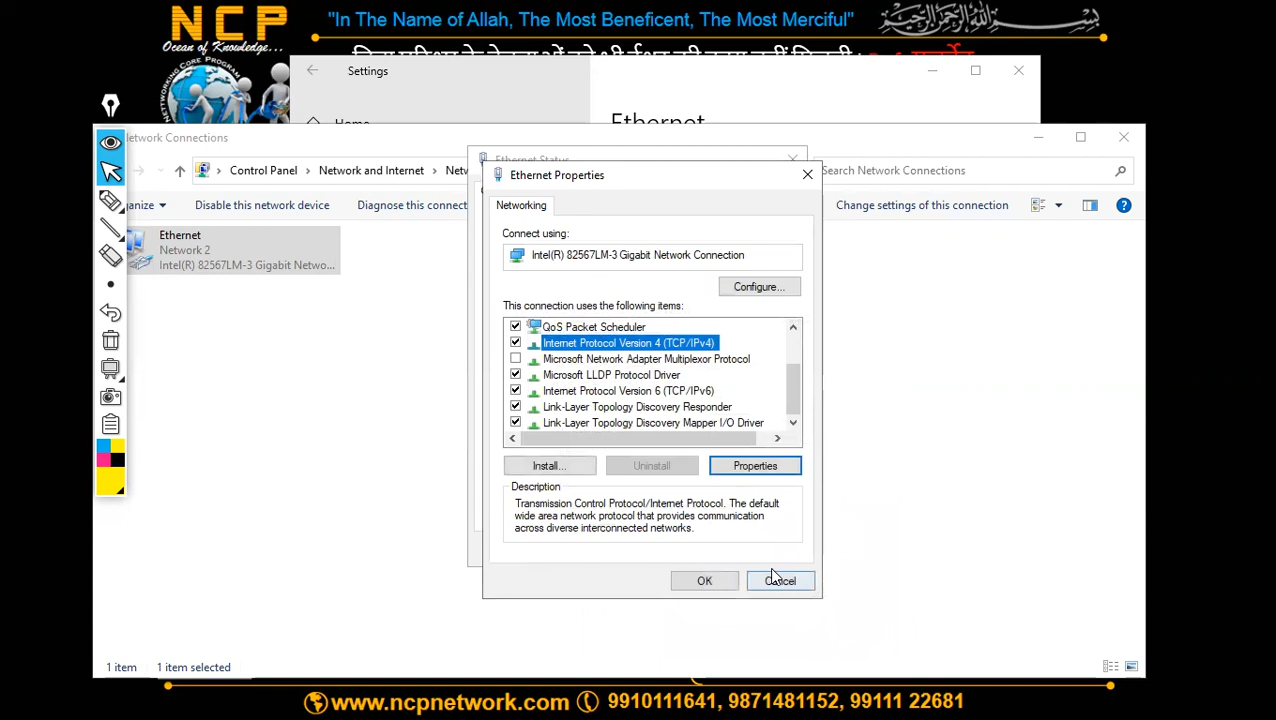 NCP
Ocean of Knowledge...
"In The Name of Allah, The Most Beneficent, The Most Merciful"
Settings
Home
Ethernet
Network Connections
Control Panel > Network and Internet > Netw
Search Network Connections
Disable this network device
Diagnose this connect
Change settings of this connection
Ethernet
Network 2
Intel(R) 82567LM-3 Gigabit Netwo...
Ethernet Status
Ethernet Properties
Networking
Connect using:
Intel(R) 82567LM-3 Gigabit Network Connection
Configure...
This connection uses the following items:
QoS Packet Scheduler
Internet Protocol Version 4 (TCP/IPv4)
Microsoft Network Adapter Multiplexor Protocol
Microsoft LLDP Protocol Driver
Internet Protocol Version 6 (TCP/IPv6)
Link-Layer Topology Discovery Responder
Link-Layer Topology Discovery Mapper I/O Driver
Install...
Uninstall
Properties
Description
Transmission Control Protocol/Internet Protocol. The default
wide area network protocol that provides communication
across diverse interconnected networks.
OK
Cancel
1 item
1 item selected
www.ncpnetwork.com 9910111641, 9871481152, 99111 22681